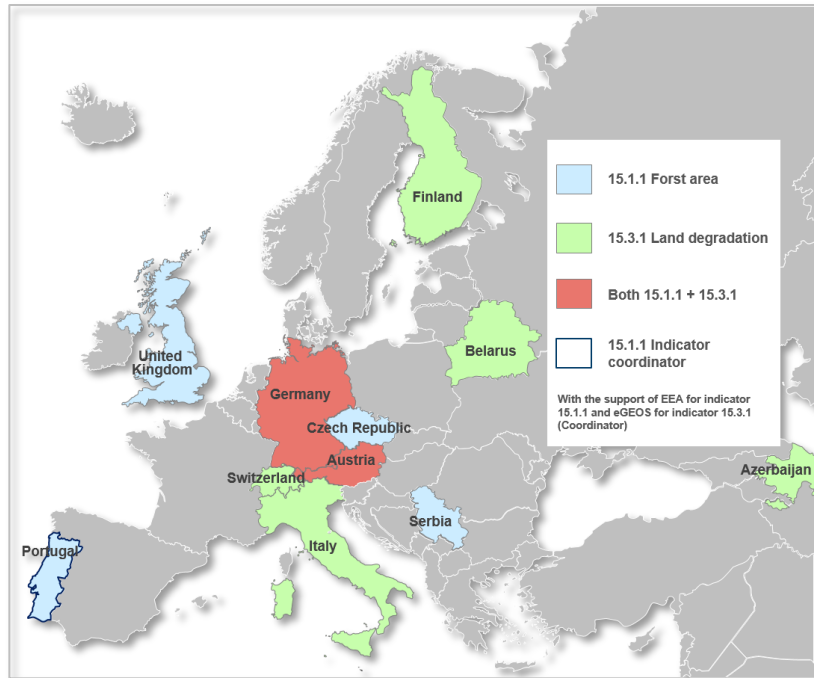 Finland
15.1.1 Forst area
15.3.1 Land degradation
Both 15.1.1 + 15.3.1
15.1.1 Indicator
coordinator
With the support of EEA for indicator
15.1.1 and eGEOS for indicator 15.3.1
(Coordinator)
United
Kingdom
Belarus
Germany
Czech Republic
Austria
Switzerland
Azerbaijan
Serbia
Italy
Portugal